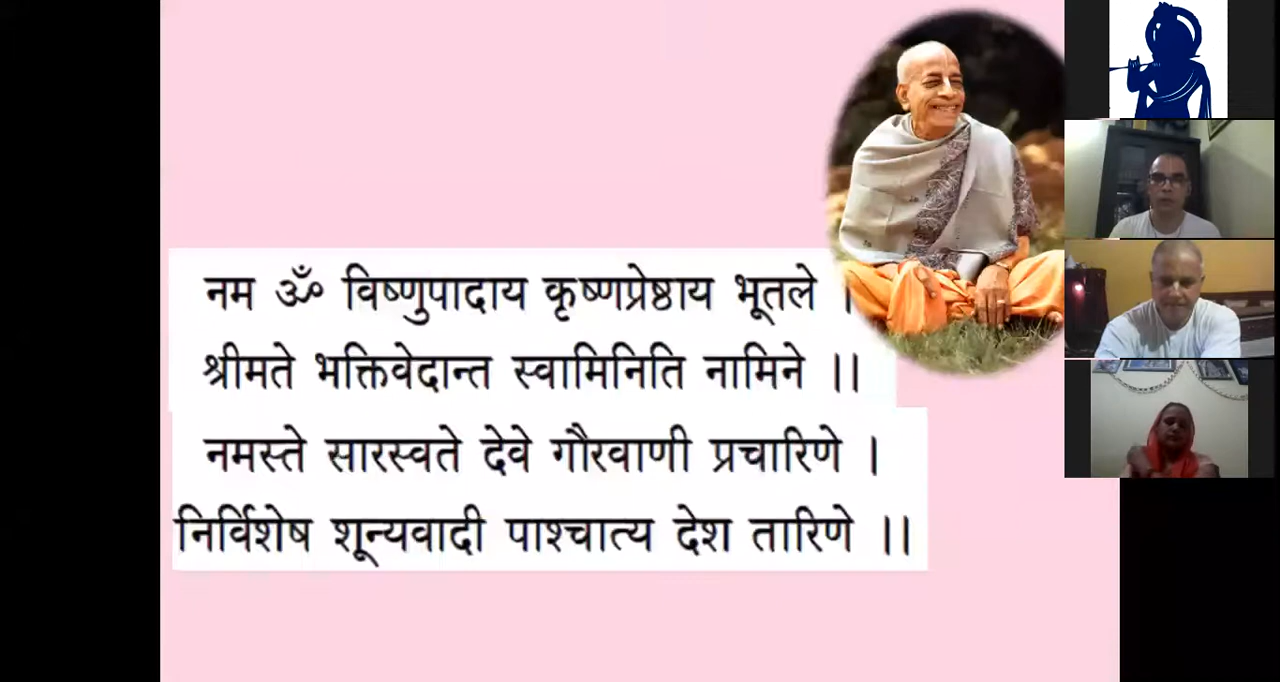 नम ॐ विष्णुपादाय कृष्णप्रेष्ठाय भूतले ।
श्रीमते भक्तिवेदान्त स्वामिनिति नामिने ।।
नमस्ते सारस्वते देवे गौरवाणी प्रचारिणे ।
निर्विशेष शून्यवादी पाश्चात्य देश तारिणे ।।